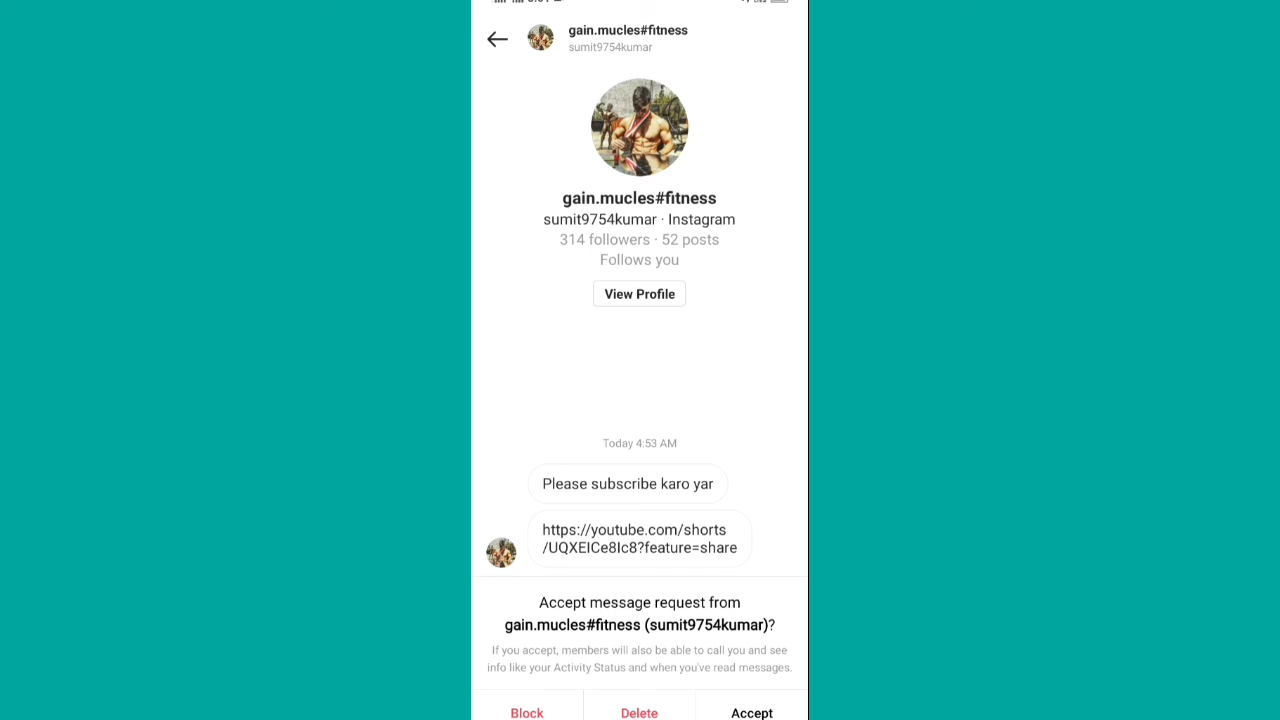 gain.mucles#fitness
sumit9754kumar
gain.mucles#fitness
sumit9754kumar · Instagram
314 followers · 52 posts
Follows you
View Profile
Today 4:53 AM
Please subscribe karo yar
https://youtube.com/shorts
/UQXEICe8Ic8?feature=share
Accept message request from
gain.mucles#fitness (sumit9754kumar)?
If you accept, members will also be able to call you and see
info like your Activity Status and when you've read messages.
Block
Delete
Accept